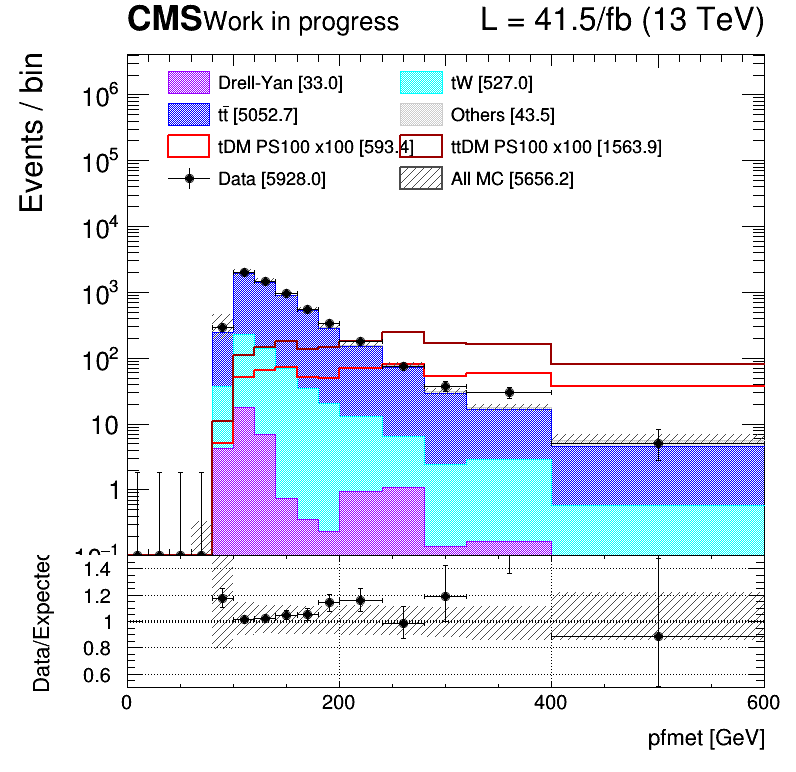 CMS Work in progress L = 41.5/fb (13 TeV)
Events / bin
Drell-Yan [33.0] tW [527.0]
tt̄ [5052.7] Others [43.5]
tDM PS100 x100 [593.4] ttDM PS100 x100 [1563.9]
Data [5928.0] All MC [5656.2]
10⁶
10⁵
10⁴
10³
10²
10
1
10⁻¹
Data/Expected
1.4
1.2
1
0.8
0.6
0 200 400 600
pfmet [GeV]